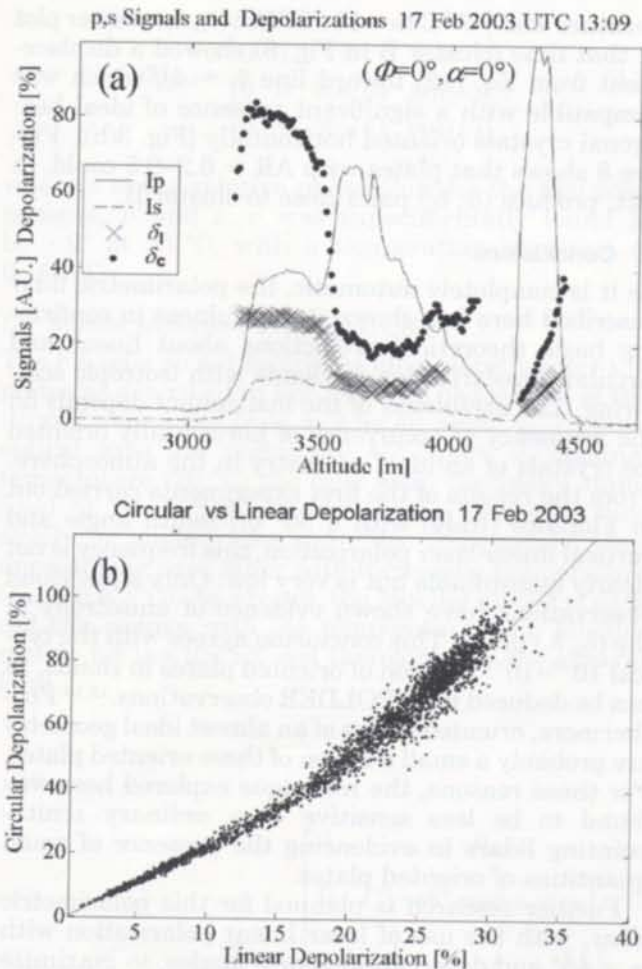 p,s Signals and Depolarizations 17 Feb 2003 UTC 13:09
(a)
(Φ=0°,α=0°)
Signals [A.U.] Depolarization [%]
80
60
40
20
0
Ip
Is
δl
δc
3000
3500
4000
4500
Altitude [m]
Circular vs Linear Depolarization 17 Feb 2003
(b)
Circular Depolarization [%]
100
80
60
40
20
0
5
10
15
20
25
30
35
40
Linear Depolarization [%]